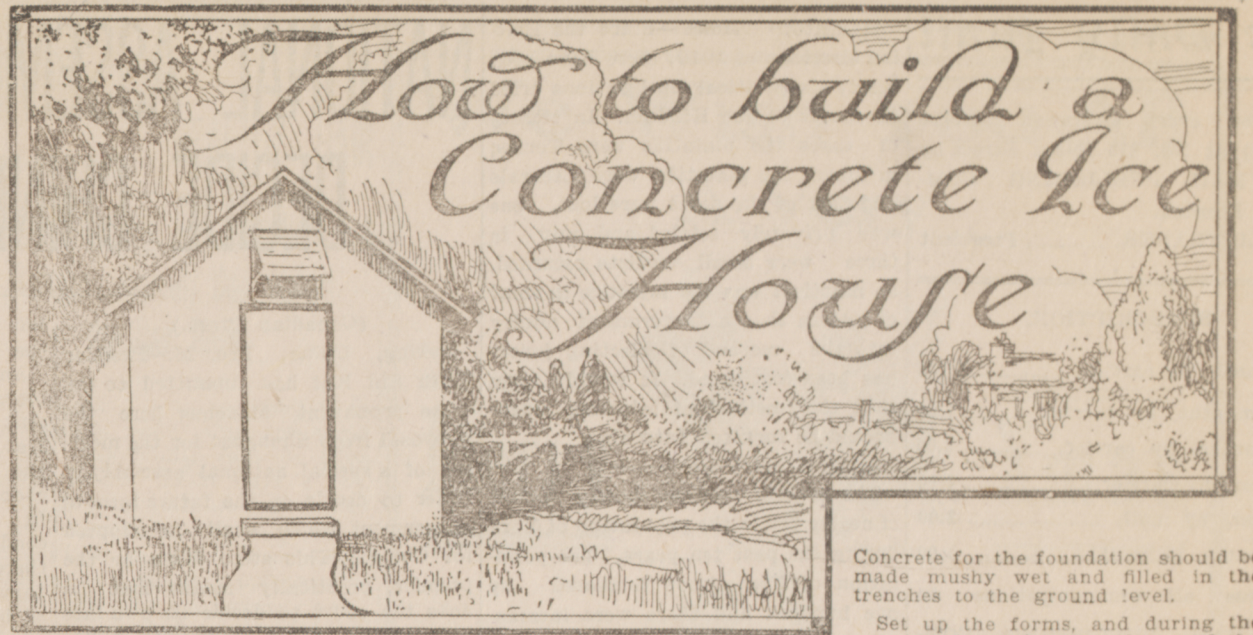 How to build a
Concrete Ice
House
Concrete for the foundation should be
made mushy wet and filled in the
trenches to the ground level.
Set up the forms, and during the